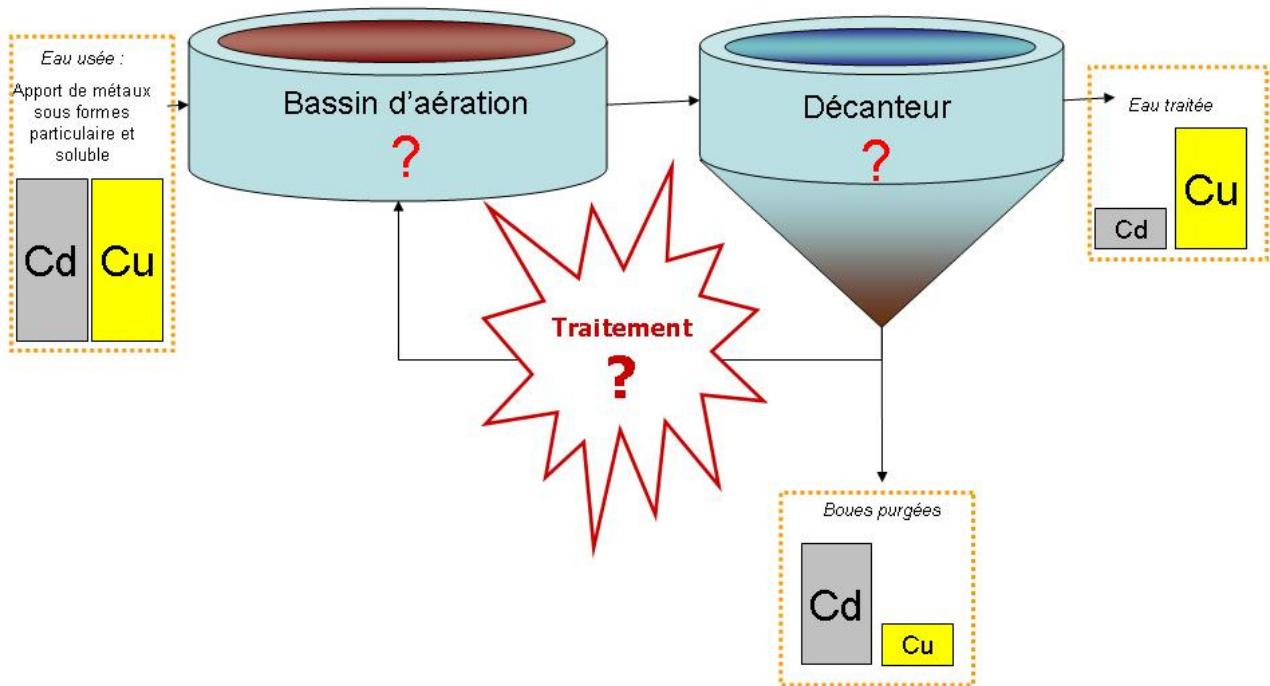 Eau usée :
Apport de métaux
sous formes
particulaire et
soluble
Cd
Cu
Bassin d'aération
?
Décanteur
?
Eau traitée
Cd
Cu
Traitement
?
Boues purgées
Cd
Cu